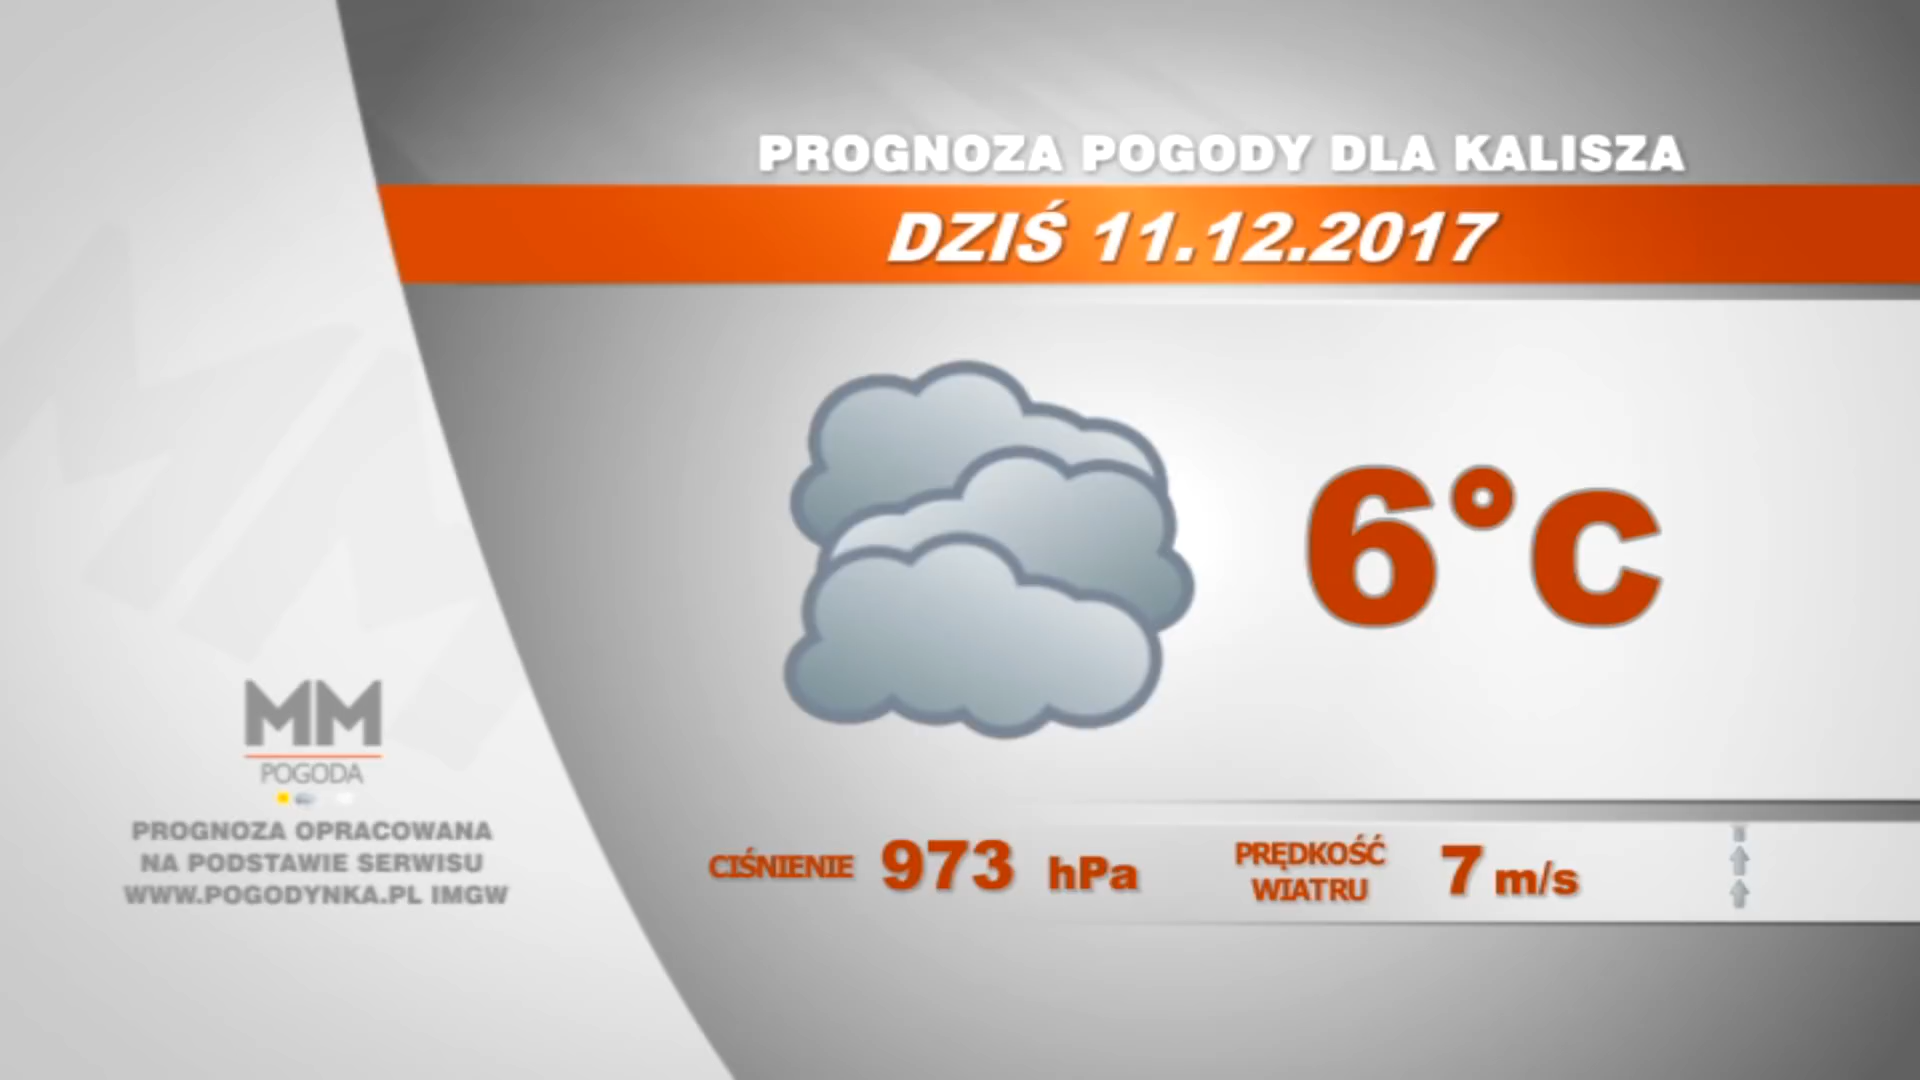 PROGNOZA POGODY DLA KALISZA
DZIŚ 11.12.2017
6°C
CIŚNIENIE 973 hPa
PRĘDKOŚĆ
WIATRU
7 m/s
MM
POGODA
PROGNOZA OPRACOWANA
NA PODSTAWIE SERWISU
WWW.POGODYNKA.PL IMGW